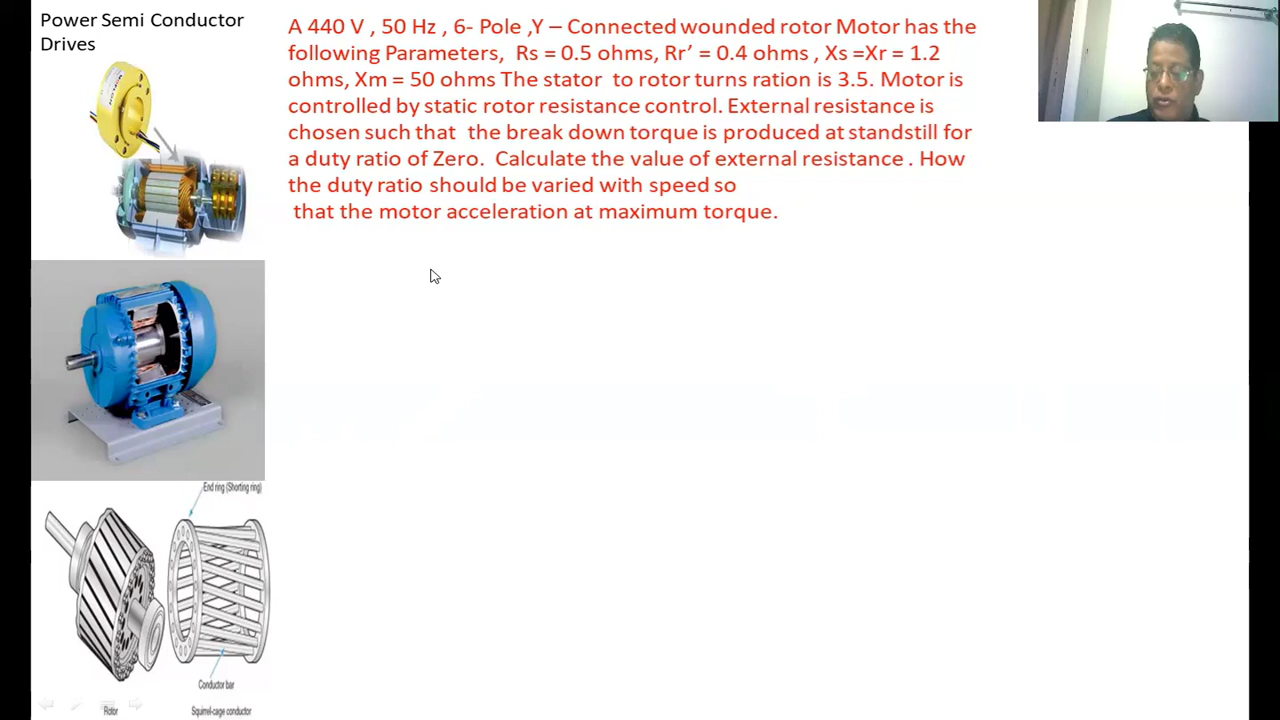 Power Semi Conductor
Drives
A 440 V , 50 Hz , 6- Pole ,Y – Connected wounded rotor Motor has the
following Parameters,  Rs = 0.5 ohms, Rr’ = 0.4 ohms , Xs =Xr = 1.2
ohms, Xm = 50 ohms The stator  to rotor turns ration is 3.5. Motor is
controlled by static rotor resistance control. External resistance is
chosen such that  the break down torque is produced at standstill for
a duty ratio of Zero.  Calculate the value of external resistance . How
the duty ratio should be varied with speed so
that the motor acceleration at maximum torque.
End ring (Shorting ring)
Conductor bar
Rotor
Squirrel-cage conductor